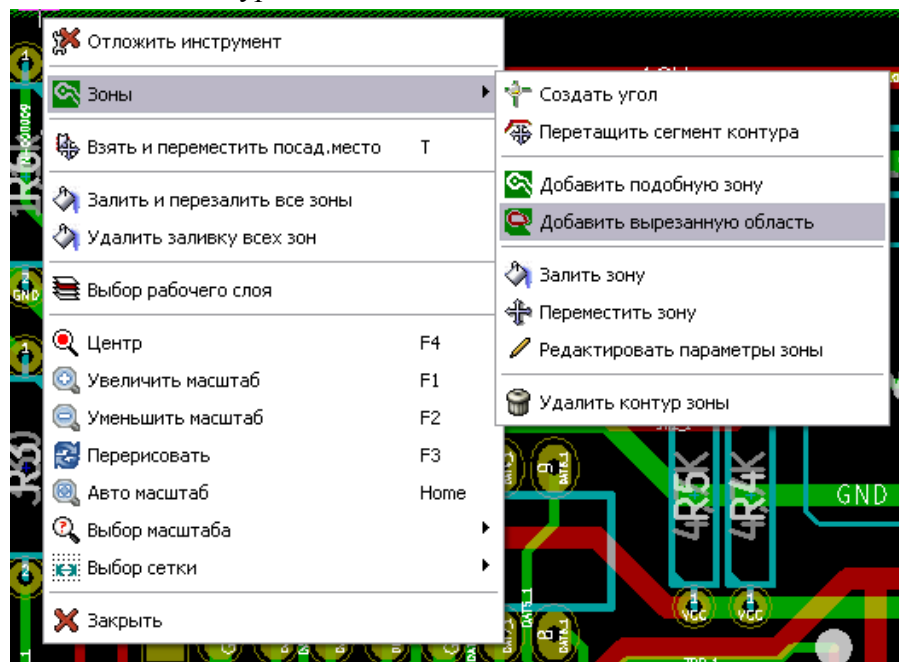 Отложить инструмент
Зоны
Взять и переместить посад.место T
Залить и перезалить все зоны
Удалить заливку всех зон
Выбор рабочего слоя
Центр F4
Увеличить масштаб F1
Уменьшить масштаб F2
Перерисовать F3
Авто масштаб Home
Выбор масштаба
Выбор сетки
Закрыть
Создать угол
Перетащить сегмент контура
Добавить подобную зону
Добавить вырезанную область
Залить зону
Переместить зону
Редактировать параметры зоны
Удалить контур зоны
GND
GND
VCC
VCC
DAT5_1